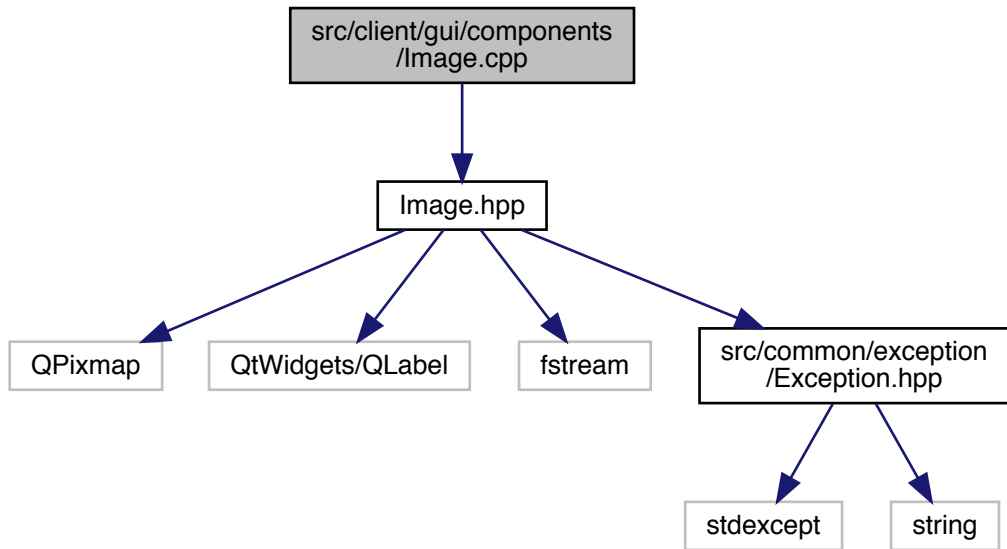 src/client/gui/components
/Image.cpp
Image.hpp
QPixmap
QtWidgets/QLabel
fstream
src/common/exception
/Exception.hpp
stdexcept
string